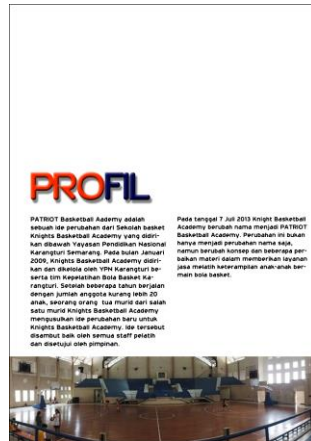 PROFIL
PATRIOT Basketball Aademy adalah
sebuah ide perubahan dari Sekolah basket
Knights Basketball Academy yang didiri-
kan dibawah Yayasan Pendidikan Nasional
Karangturi Semarang. Pada bulan Januari
2009, Knights Basketball Academy didiri-
kan dan dikelola oleh YPN Karangturi be-
serta tim Kepelatihan Bola Basket Ka-
rangturi. Setelah beberapa tahun berjalan
dengan jumlah anggota kurang lebih 20
anak, seorang orang tua murid dari salah
satu murid Knights Basketball Academy
mengusulkan ide perubahan baru untuk
Knights Basketball Academy. Ide tersebut
disambut baik oleh semua staff pelatih
dan disetujui oleh pimpinan.
Pada tanggal 7 Juli 2013 Knight Basketball
Academy berubah nama menjadi PATRIOT
Basketball Academy. Perubahan ini bukan
hanya menjadi perubahan nama saja,
namun berubah konsep dan beberapa per-
baikan materi dalam memberikan layanan
jasa melatih keterampilan anak-anak ber-
main bola basket.